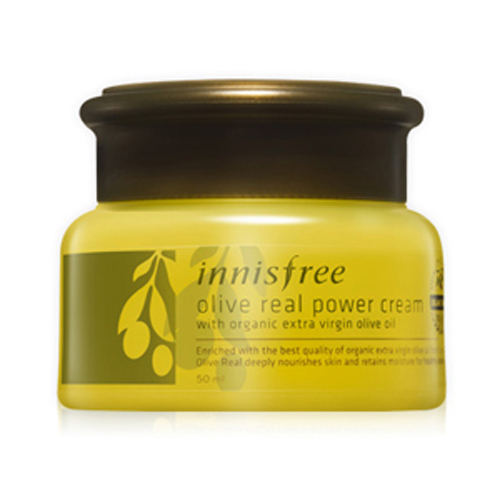 innisfree
olive real power cream
with organic extra virgin olive oil
Enriched with the best quality of organic extra virgin olive
Olive Real deeply nourishes skin and retains moisture for
50 ml